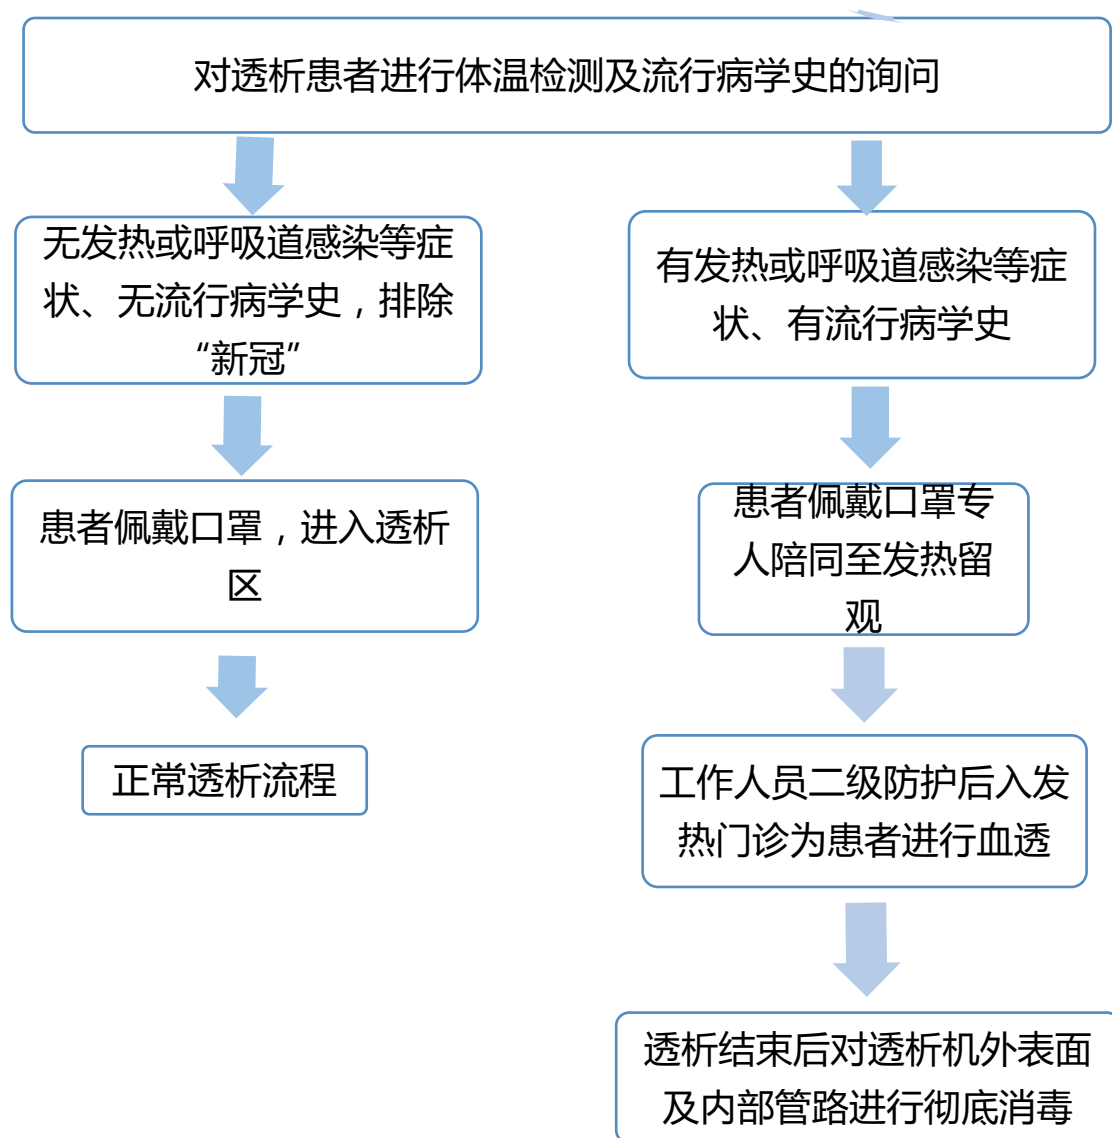 对透析患者进行体温检测及流行病学史的询问
无发热或呼吸道感染等症
状、无流行病学史，排除
“新冠”
有发热或呼吸道感染等症
状、有流行病学史
患者佩戴口罩，进入透析
区
患者佩戴口罩专
人陪同至发热留
观
正常透析流程
工作人员二级防护后入发
热门诊为患者进行血透
透析结束后对透析机外表面
及内部管路进行彻底消毒